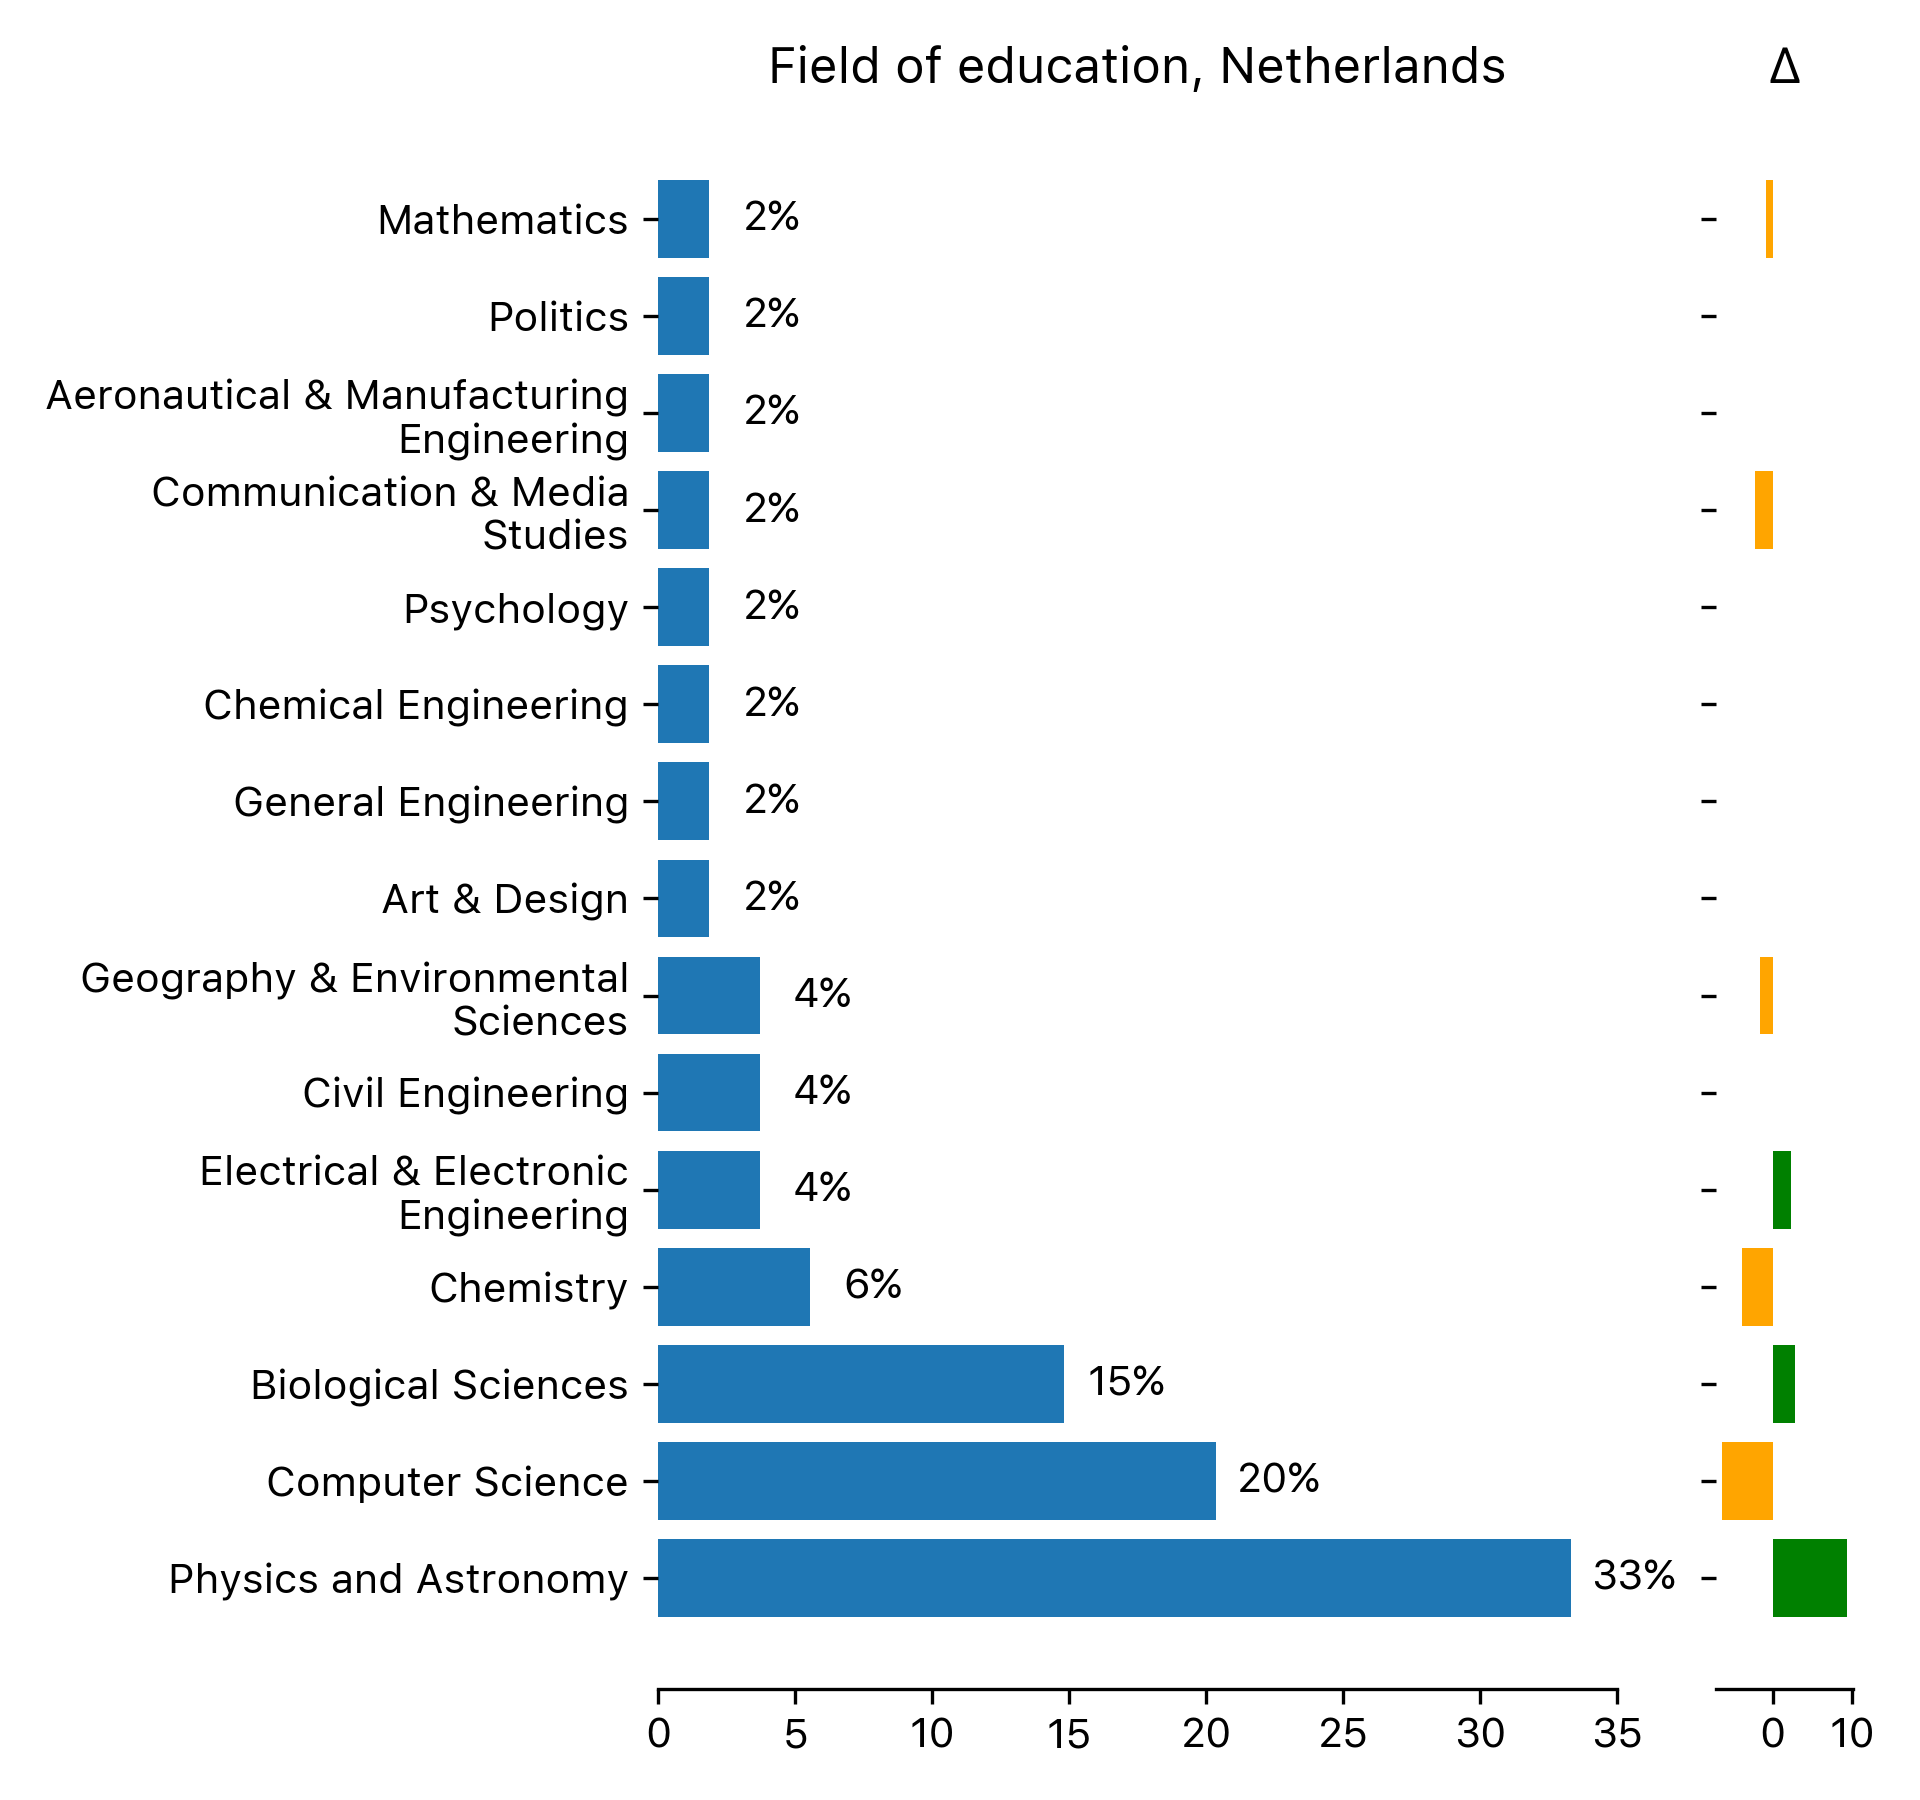 Field of education, Netherlands
Δ
Mathematics
2%
Politics
2%
Aeronautical & Manufacturing
Engineering
2%
Communication & Media
Studies
2%
Psychology
2%
Chemical Engineering
2%
General Engineering
2%
Art & Design
2%
Geography & Environmental
Sciences
4%
Civil Engineering
4%
Electrical & Electronic
Engineering
4%
Chemistry
6%
Biological Sciences
15%
Computer Science
20%
Physics and Astronomy
33%
0 5 10 15 20 25 30 35
0 10